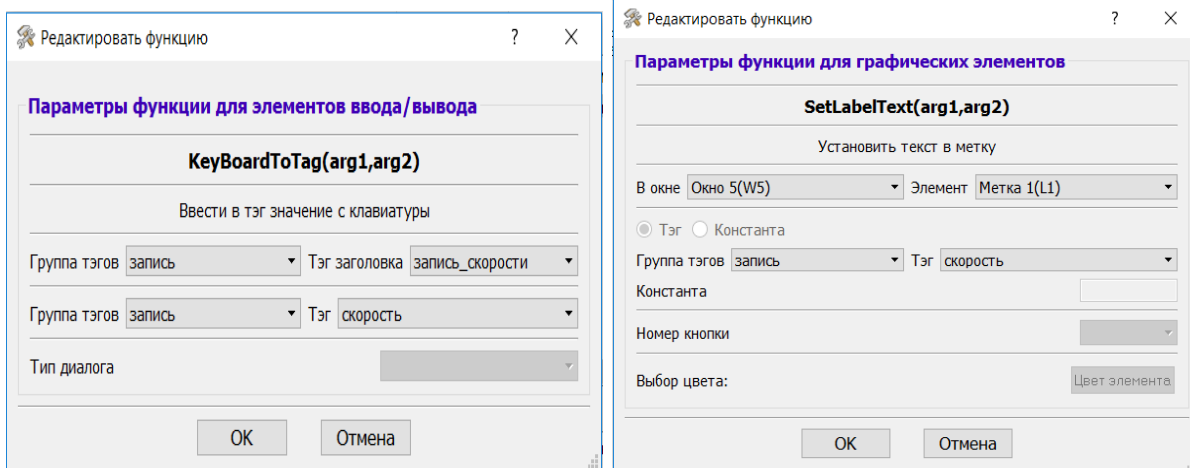 Редактировать функцию ?
Параметры функции для элементов ввода/вывода
KeyBoardToTag(arg1,arg2)
Ввести в тэг значение с клавиатуры
Группа тэгов запись Тэг заголовка запись_скорости
Группа тэгов запись Тэг скорость
Тип диалога
OK Отмена
Редактировать функцию ?
Параметры функции для графических элементов
SetLabelText(arg1,arg2)
Установить текст в метку
В окне Окно 5(W5) Элемент Метка 1(L1)
Тэг Константа
Группа тэгов запись Тэг скорость
Константа
Номер кнопки
Выбор цвета: Цвет элемента
OK Отмена